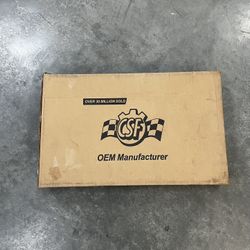 OVER 30 MILLION SOLD
CSF
OEM Manufacturer